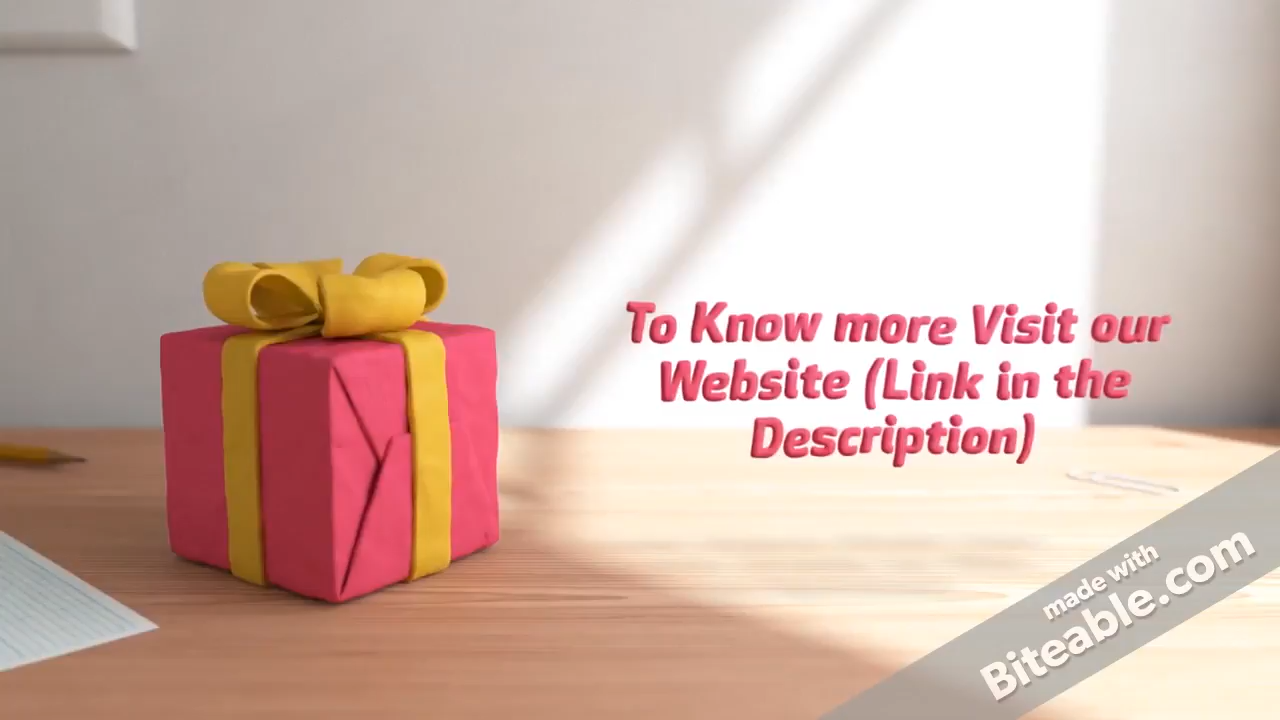 To Know more Visit our
Website (Link in the
Description)
made with
Biteable.com